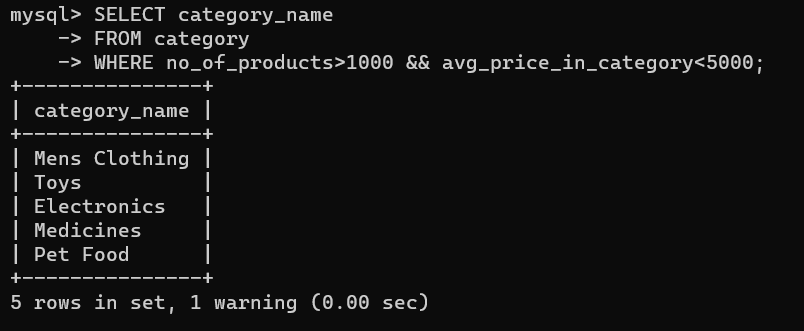 mysql> SELECT category_name
    -> FROM category
    -> WHERE no_of_products>1000 && avg_price_in_category<5000;
+---------------+
| category_name |
+---------------+
| Mens Clothing |
| Toys          |
| Electronics   |
| Medicines     |
| Pet Food      |
+---------------+
5 rows in set, 1 warning (0.00 sec)